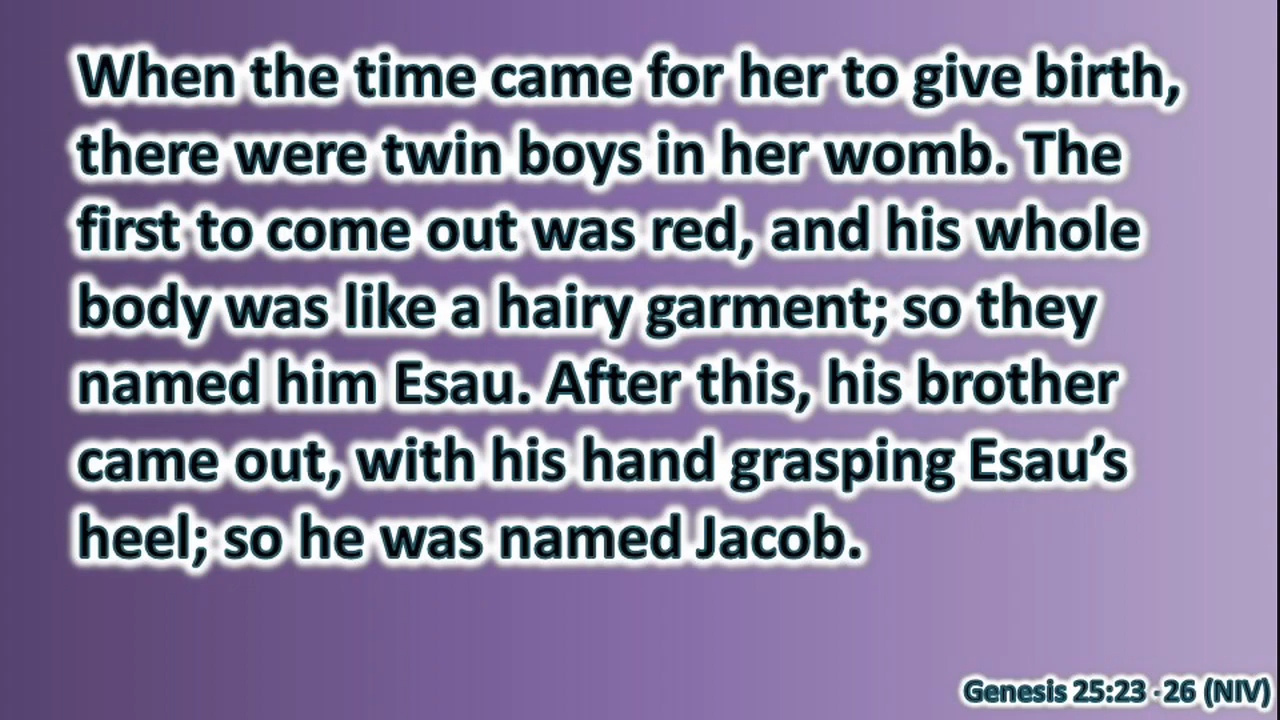 When the time came for her to give birth,
there were twin boys in her womb. The
first to come out was red, and his whole
body was like a hairy garment; so they
named him Esau. After this, his brother
came out, with his hand grasping Esau’s
heel; so he was named Jacob.
Genesis 25:23 -26 (NIV)